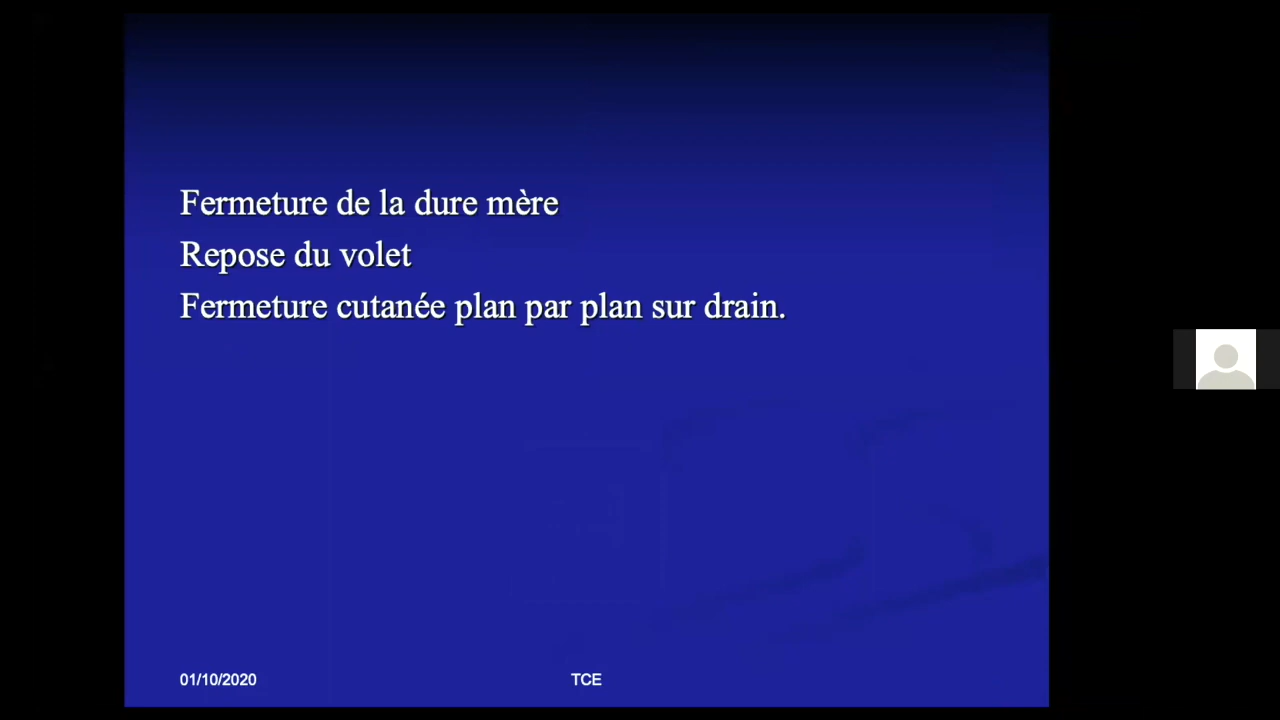 Fermeture de la dure mère
Repose du volet
Fermeture cutanée plan par plan sur drain.
01/10/2020
TCE